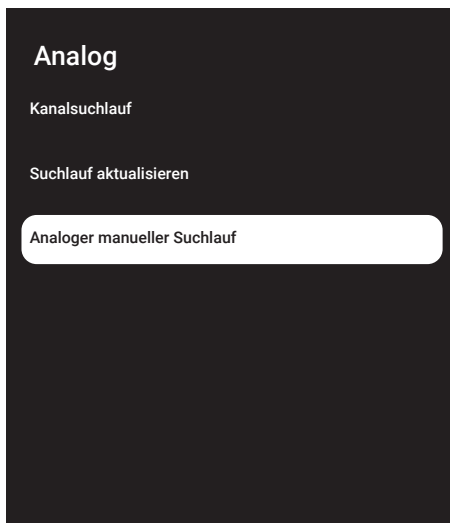 Analog
Kanalsuchlauf
Suchlauf aktualisieren
Analoger manueller Suchlauf